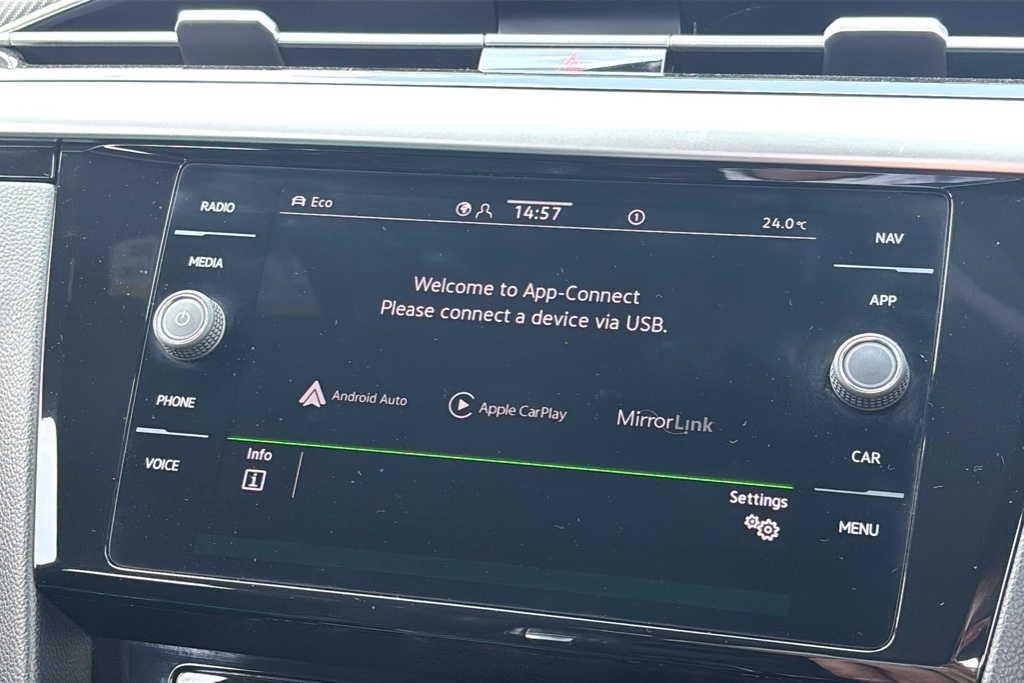 RADIO
MEDIA
PHONE
VOICE
Eco
14:57
1
24.0°C
Welcome to App-Connect
Please connect a device via USB.
Android Auto
Apple CarPlay
MirrorLink
Info
i
Settings
NAV
APP
CAR
MENU